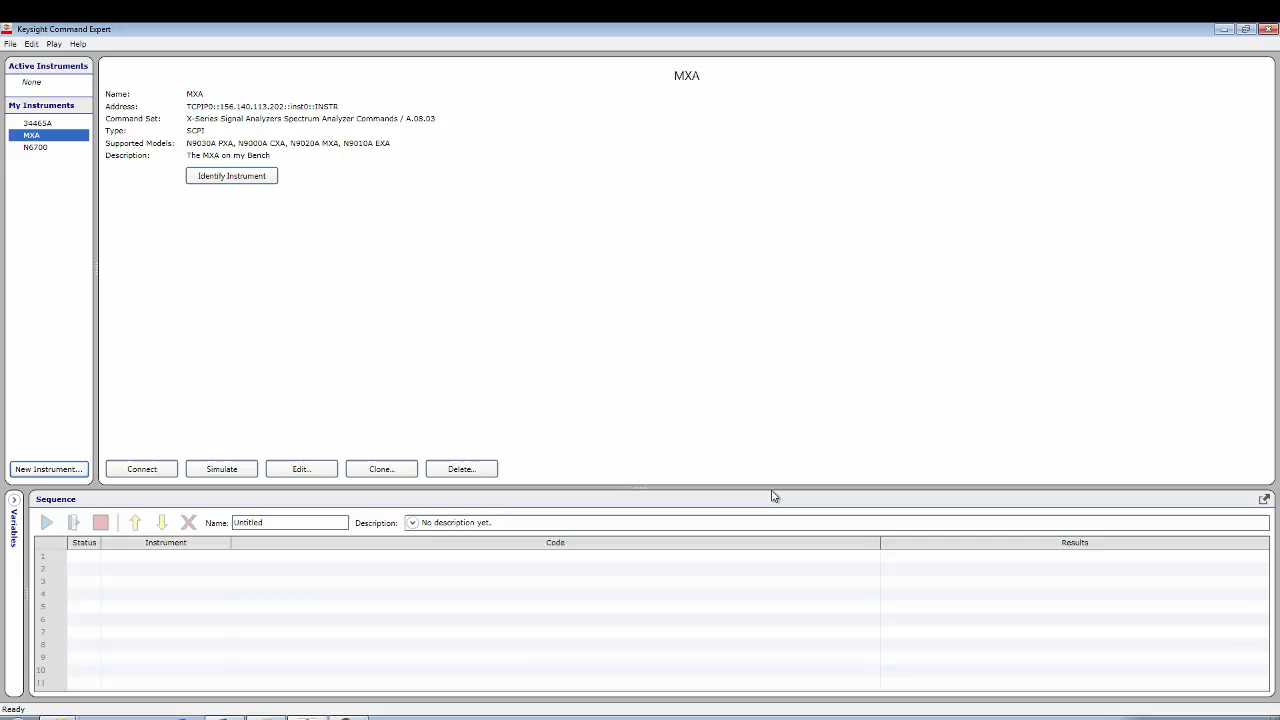 Keysight Command Expert
File Edit Play Help
Active Instruments
None
My Instruments
34465A
MXA
N6700
New Instrument...
MXA
Name: MXA
Address: TCPIP0::156.140.113.202::inst0::INSTR
Command Set: X-Series Signal Analyzers Spectrum Analyzer Commands / A.08.03
Type: SCPI
Supported Models: N9030A PXA, N9000A CXA, N9020A MXA, N9010A EXA
Description: The MXA on my Bench
Identify Instrument
Connect Simulate Edit... Clone... Delete...
Variables
Sequence
Name: Untitled Description: No description yet.
Status Instrument Code Results
1
2
3
4
5
6
7
8
9
10
11
Ready